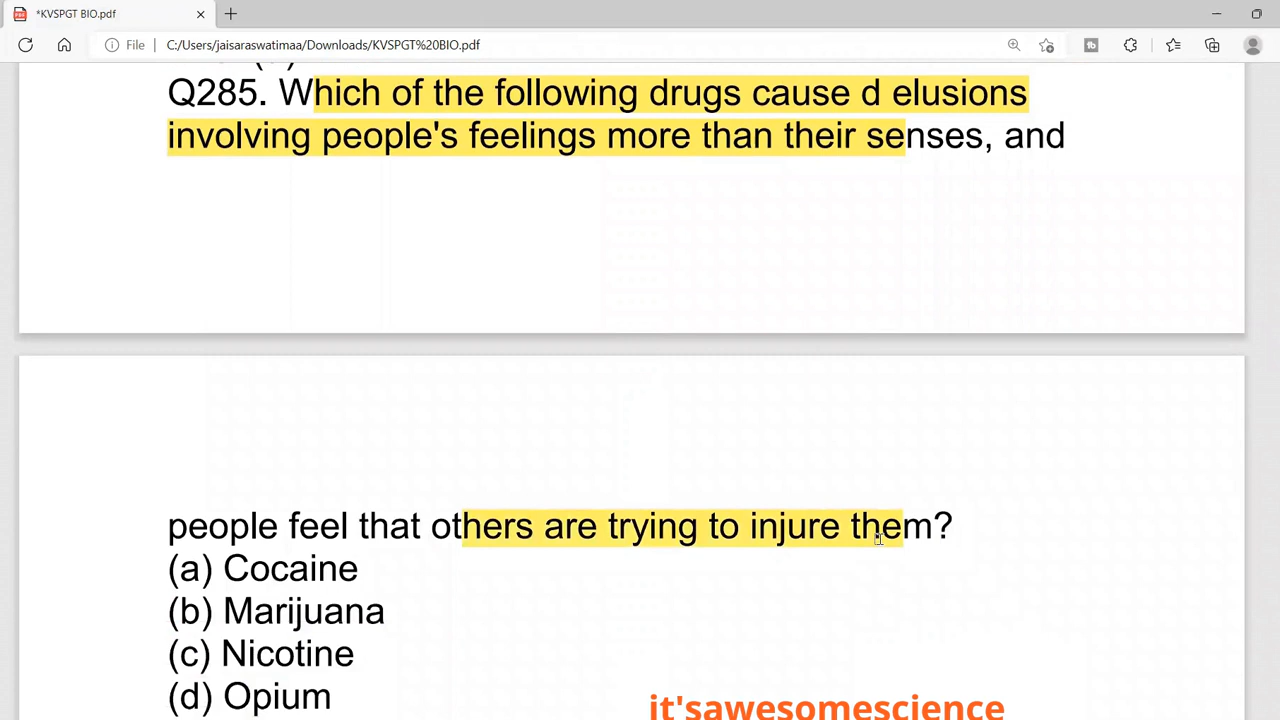 *KVSPGT BIO.pdf
File C:/Users/jaisaraswatimaa/Downloads/KVSPGT%20BIO.pdf
Q285. Which of the following drugs cause d elusions
involving people's feelings more than their senses, and
people feel that others are trying to injure them?
(a) Cocaine
(b) Marijuana
(c) Nicotine
(d) Opium
it'sawesomescience